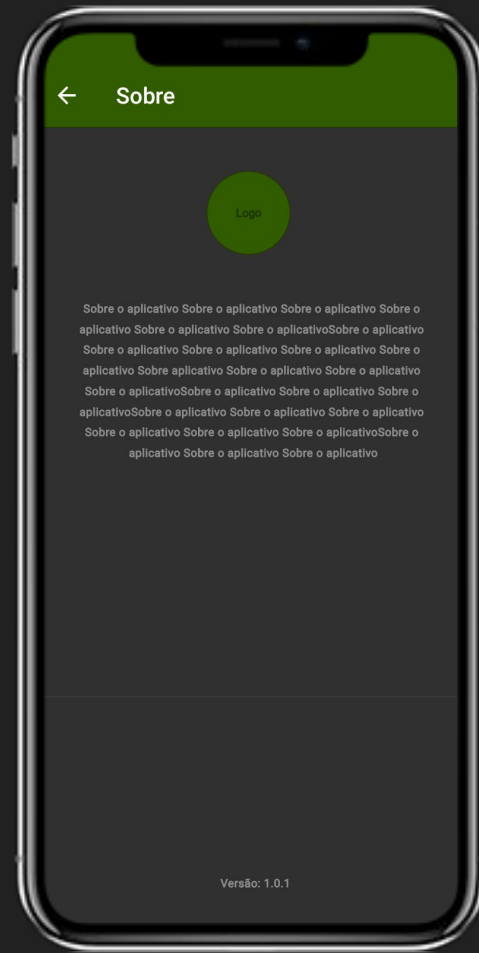 Sobre
Logo
Sobre o aplicativo Sobre o aplicativo Sobre o aplicativo Sobre o
aplicativo Sobre o aplicativo Sobre o aplicativoSobre o aplicativo
Sobre o aplicativo Sobre o aplicativo Sobre o aplicativo Sobre o
aplicativo Sobre aplicativo Sobre o aplicativo Sobre o aplicativo
Sobre o aplicativoSobre o aplicativo Sobre o aplicativo Sobre o
aplicativoSobre o aplicativo Sobre o aplicativo Sobre o aplicativo
Sobre o aplicativo Sobre o aplicativo Sobre o aplicativoSobre o
aplicativo Sobre o aplicativo Sobre o aplicativo
Versão: 1.0.1